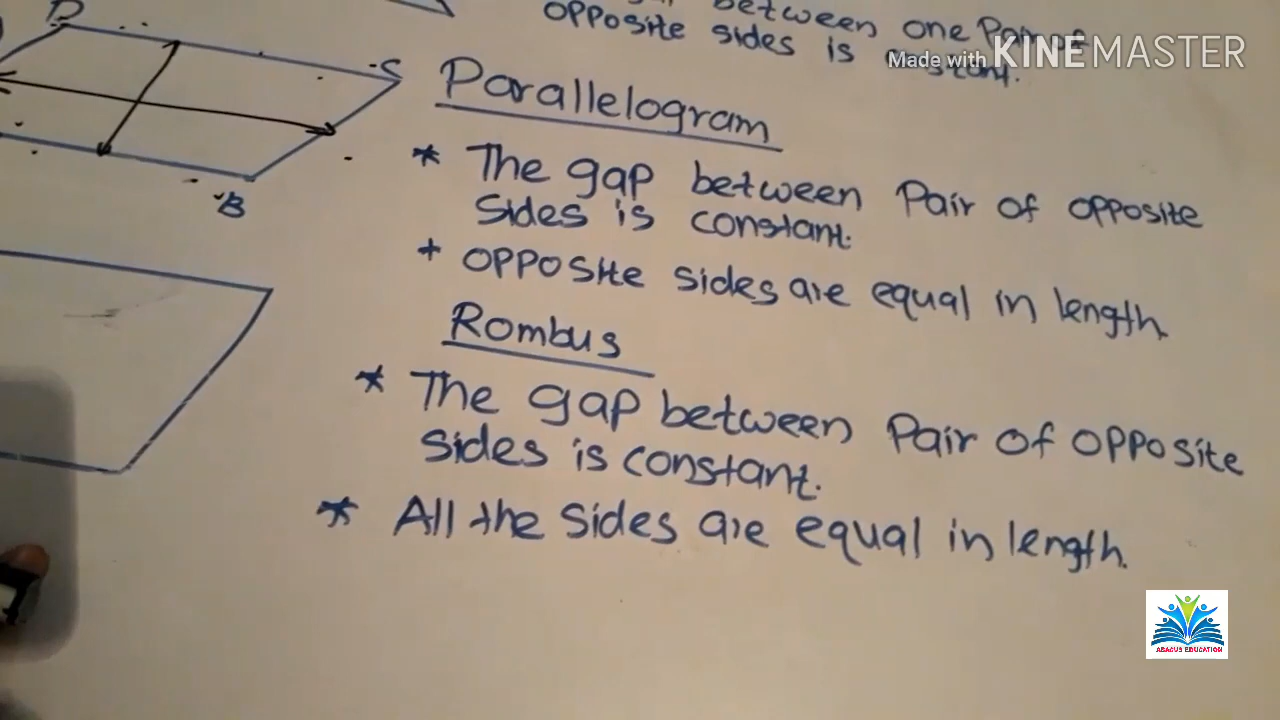 between one Pair of
opposite sides is constant.
Made with KINEMASTER
D
C
Parallelogram
* The gap between Pair of opposite
Sides is constant.
B
+ opposite sides are equal in length
Rombus
* The gap between Pair of opposite
sides is constant.
* All the sides are equal in length.
ABACUS EDUCATION